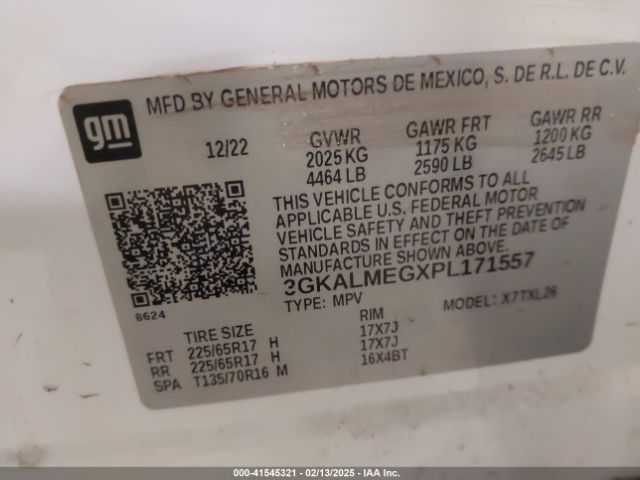 MFD BY GENERAL MOTORS DE MEXICO, S. DE R.L. DE C.V.
gm
12/22 GVWR GAWR FRT GAWR RR
2025 KG 1175 KG 1200 KG
4464 LB 2590 LB 2645 LB
THIS VEHICLE CONFORMS TO ALL
APPLICABLE U.S. FEDERAL MOTOR
VEHICLE SAFETY AND THEFT PREVENTION
STANDARDS IN EFFECT ON THE DATE OF
MANUFACTURE SHOWN ABOVE.
3GKALMEGXPL171557
TYPE: MPV MODEL: X7TXL26
8624
TIRE SIZE RIM
FRT 225/65R17 H 17X7J
RR 225/65R17 H 17X7J
SPA T135/70R16 M 16X4BT
000-41545321 - 02/13/2025 - IAAI.COM